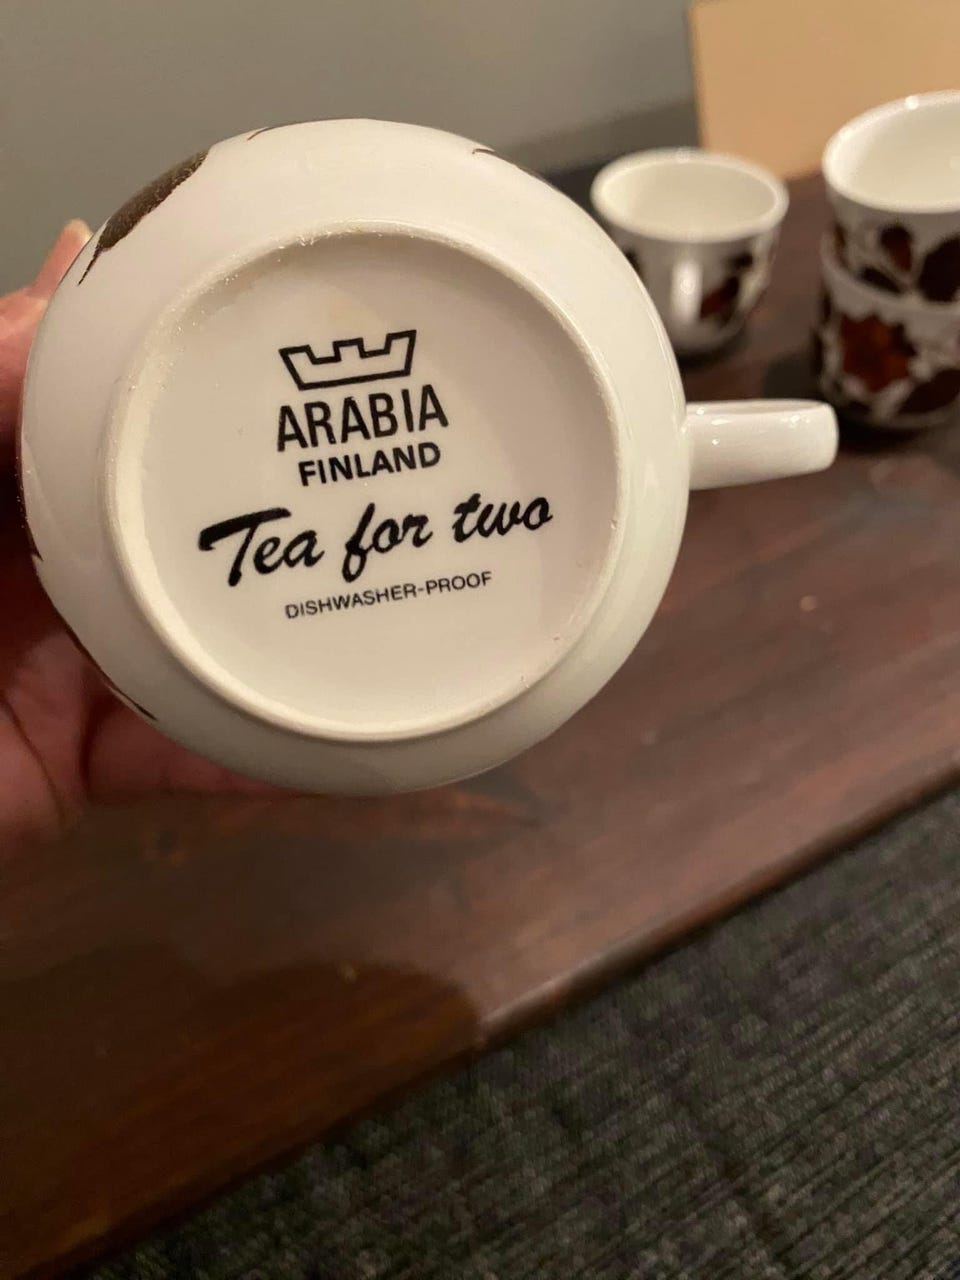 ARABIA
FINLAND
Tea for two
DISHWASHER-PROOF